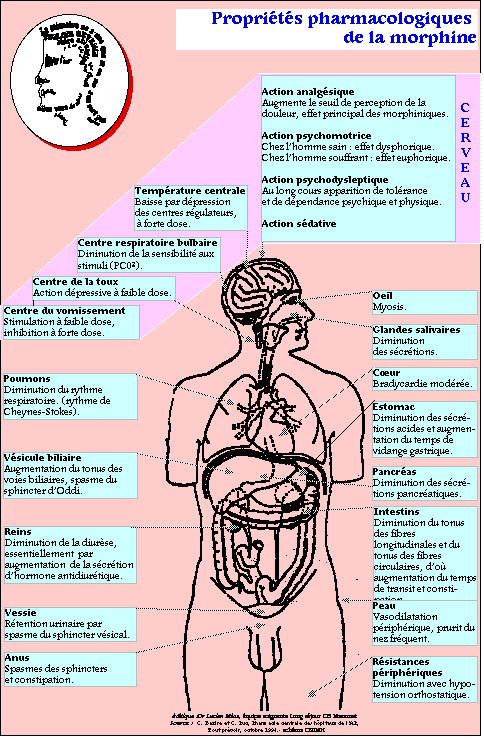 Propriétés pharmacologiques
de la morphine
CERVEAU
Action analgésique
Augmente le seuil de perception de la
douleur, effet principal des morphiniques.
Action psychomotrice
Chez l'homme sain : effet dysphorique.
Chez l'homme souffrant : effet euphorique.
Action psychodysleptique
Au long cours apparition de tolérance
et de dépendance psychique et physique.
Action sédative
Température centrale
Baisse par dépression
des centres régulateurs,
à forte dose.
Centre respiratoire bulbaire
Diminution de la sensibilité aux
stimuli (PCO²).
Centre de la toux
Action dépressive à faible dose.
Centre du vomissement
Stimulation à faible dose,
inhibition à forte dose.
Poumons
Diminution du rythme
respiratoire. (rythme de
Cheynes-Stokes).
Vésicule biliaire
Augmentation du tonus des
voies biliaires, spasme du
sphincter d'Oddi.
Reins
Diminution de la diurèse,
essentiellement par
augmentation de la sécrétion
d'hormone antidiurétique.
Vessie
Rétention urinaire par
spasme du sphincter vésical.
Anus
Spasmes des sphincters
et constipation.
Oeil
Myosis.
Glandes salivaires
Diminution
des sécrétions.
Cœur
Bradycardie modérée.
Estomac
Diminution des sécré-
tions acides et augmen-
tation du temps de
vidange gastrique.
Pancréas
Diminution des sécré-
tions pancréatiques.
Intestins
Diminution du tonus
des fibres
longitudinales et du
tonus des fibres
circulaires, d'où
augmentation du temps
de transit et consti-
pation.
Peau
Vasodilatation
périphérique, prurit du
nez fréquent.
Résistances
périphériques
Diminution avec hypo-
tension orthostatique.